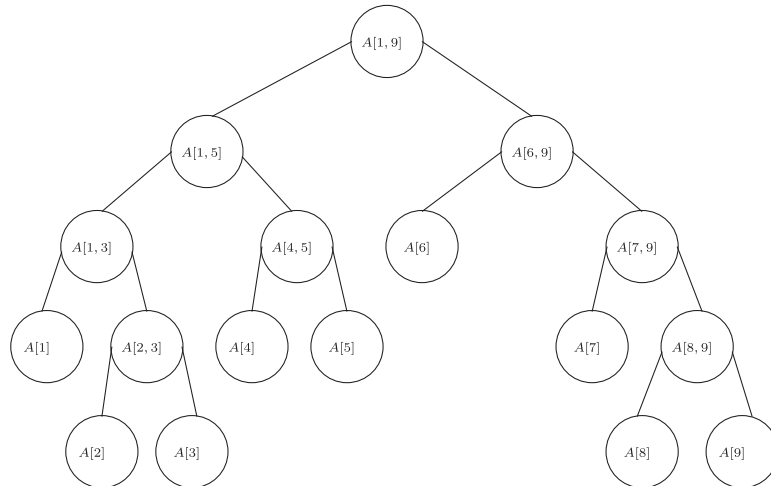 A[1, 9]
A[1, 5]
A[6, 9]
A[1, 3]
A[4, 5]
A[6]
A[7, 9]
A[1]
A[2, 3]
A[4]
A[5]
A[7]
A[8, 9]
A[2]
A[3]
A[8]
A[9]